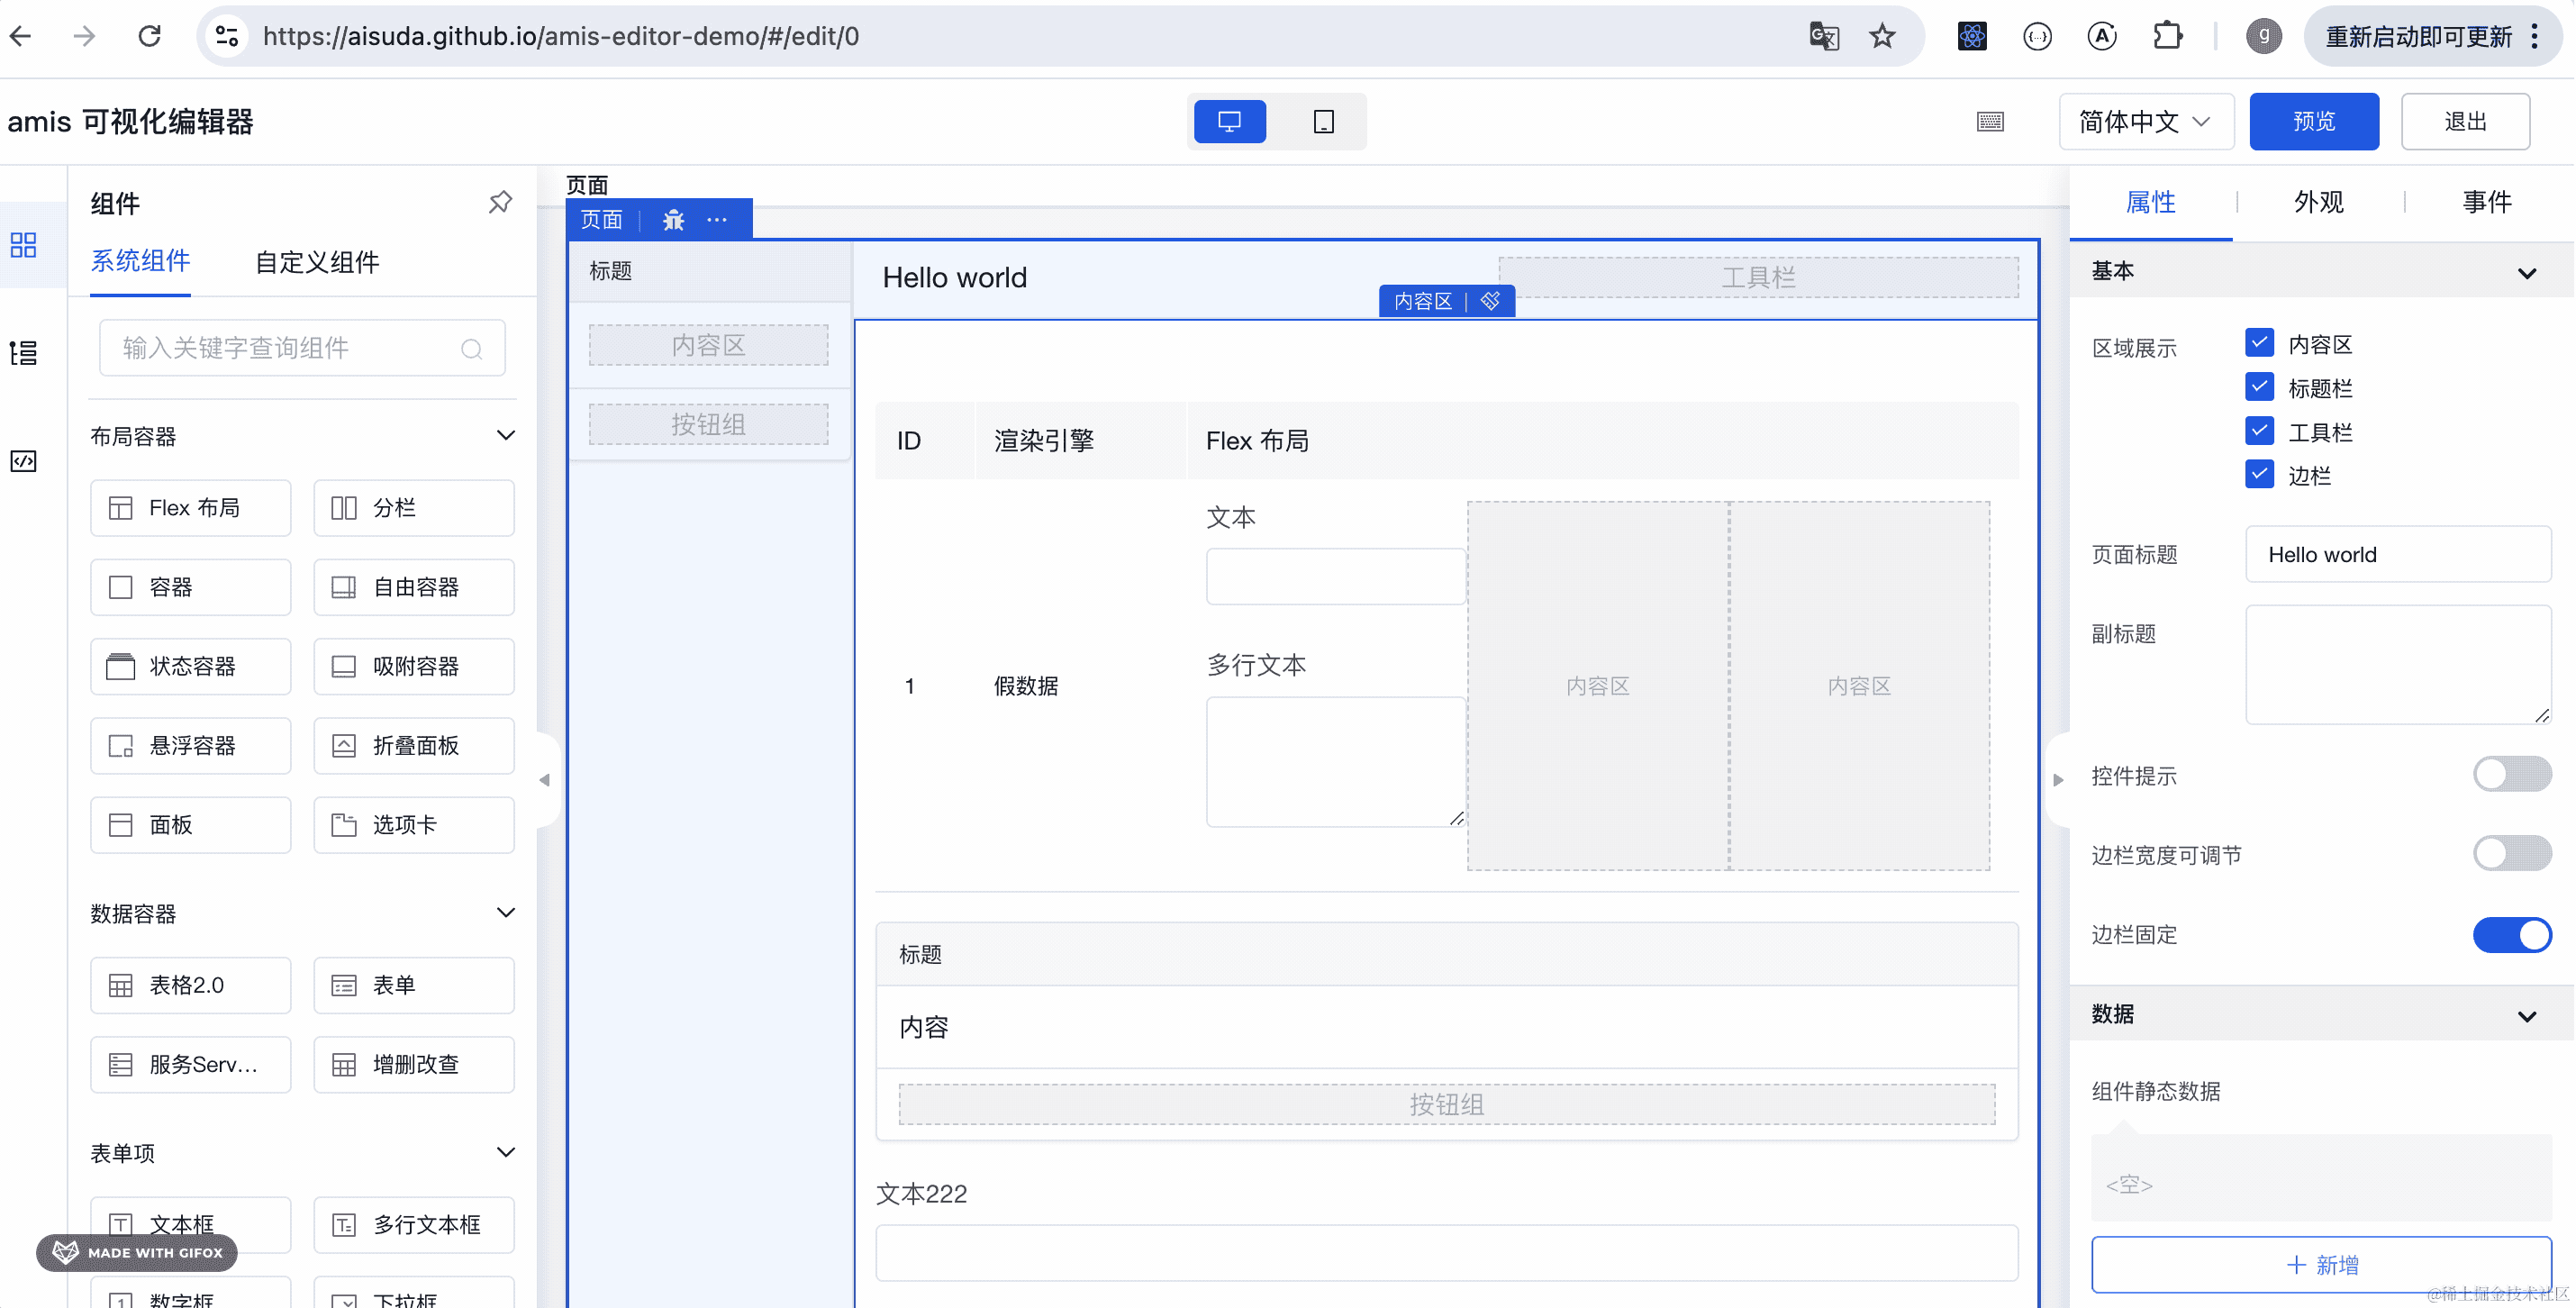 https://aisuda.github.io/amis-editor-demo/#/edit/0
g
重新启动即可更新
amis 可视化编辑器
简体中文
预览
退出
组件
系统组件
自定义组件
输入关键字查询组件
布局容器
Flex 布局
分栏
容器
自由容器
状态容器
吸附容器
悬浮容器
折叠面板
面板
选项卡
数据容器
表格2.0
表单
服务Serv...
增删改查
表单项
文本框
多行文本框
数字框
下拉框
MADE WITH GIFOX
页面
页面
标题
内容区
按钮组
Hello world
工具栏
内容区
ID
渲染引擎
Flex 布局
1
假数据
文本
多行文本
内容区
内容区
标题
内容
按钮组
文本222
属性
外观
事件
基本
区域展示
内容区
标题栏
工具栏
边栏
页面标题
Hello world
副标题
控件提示
边栏宽度可调节
边栏固定
数据
组件静态数据
<空>
新增
@稀土掘金技术社区